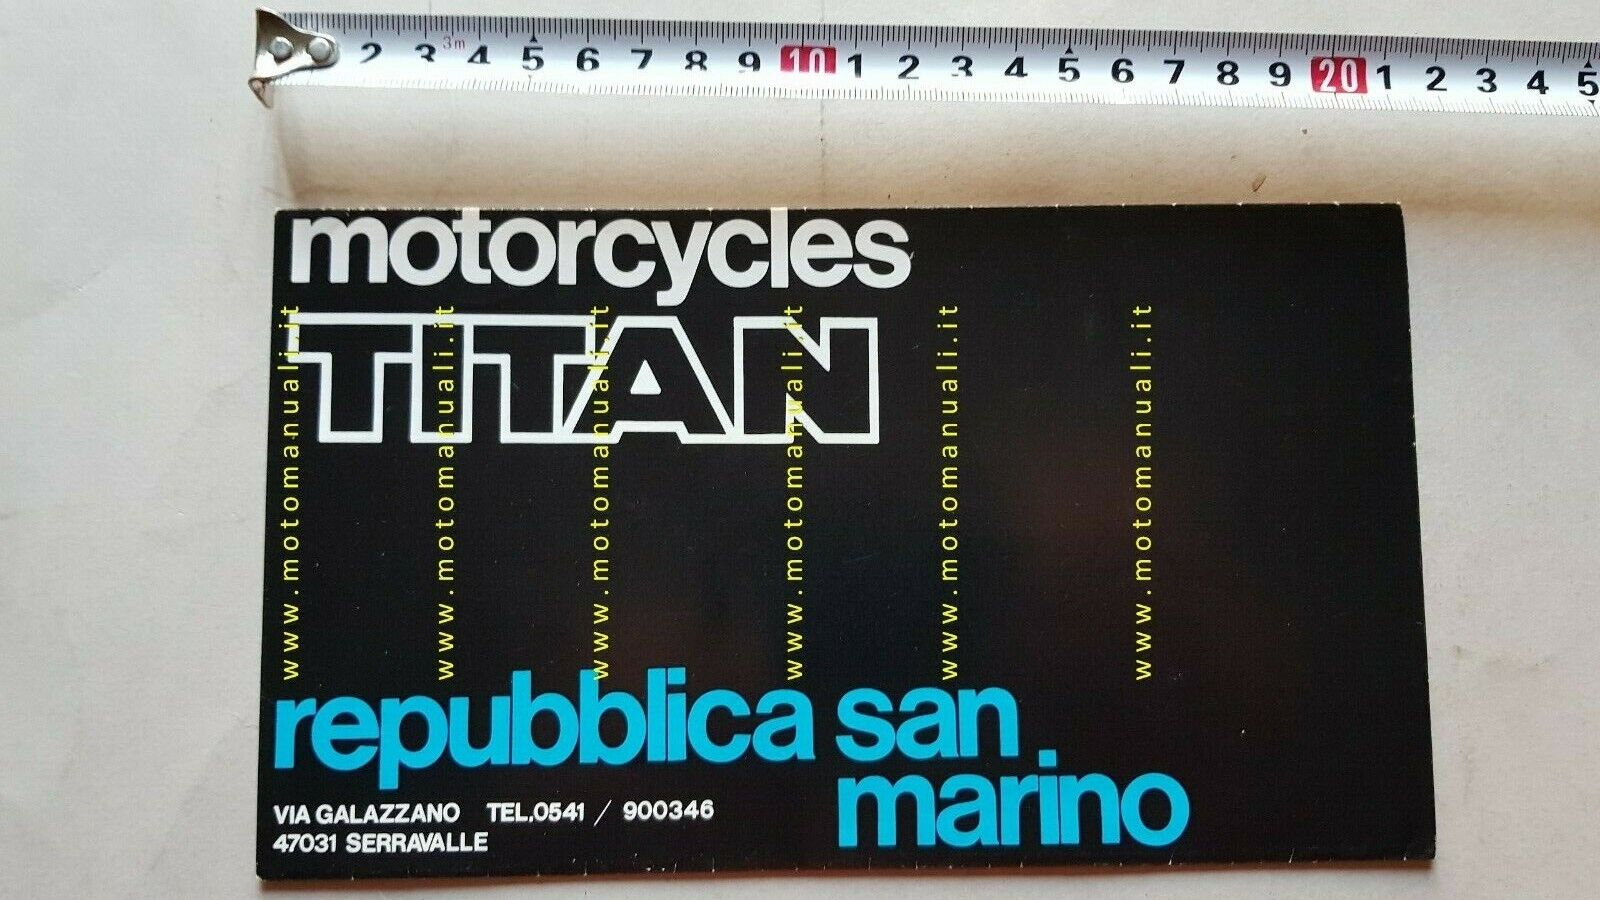 2 3 3m 4 5 6 7 8 9 10 1 2 3 4 5 6 7 8 9 20 1 2 3 4 5
motorcycles
TITAN
repubblica san
marino
VIA GALAZZANO TEL.0541 / 900346
47031 SERRAVALLE
www.motomanuali.it
www.motomanuali.it
www.motomanuali.it
www.motomanuali.it
www.motomanuali.it
www.motomanuali.it